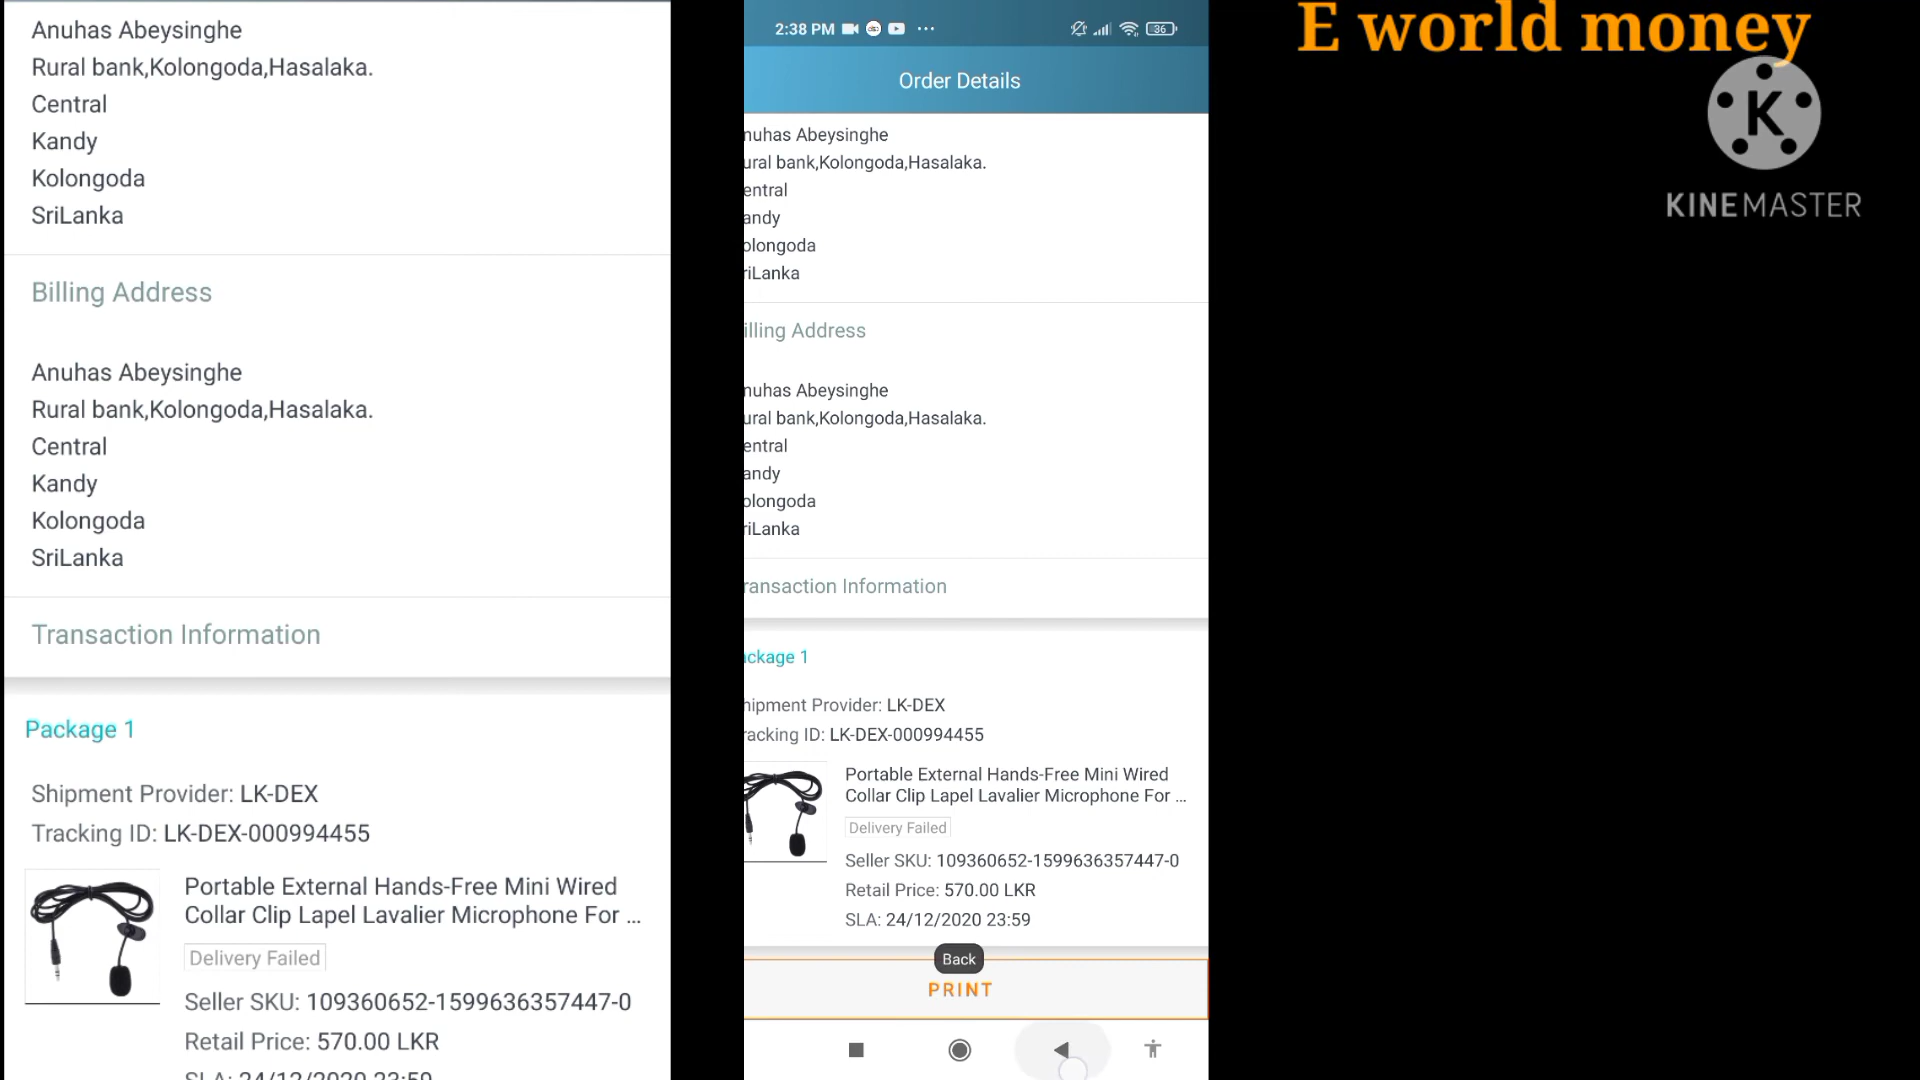 Anuhas Abeysinghe
Rural bank,Kolongoda,Hasalaka.
Central
Kandy
Kolongoda
SriLanka
Billing Address
Anuhas Abeysinghe
Rural bank,Kolongoda,Hasalaka.
Central
Kandy
Kolongoda
SriLanka
Transaction Information
Package 1
Shipment Provider: LK-DEX
Tracking ID: LK-DEX-000994455
Portable External Hands-Free Mini Wired
Collar Clip Lapel Lavalier Microphone For ...
Delivery Failed
Seller SKU: 109360652-1599636357447-0
Retail Price: 570.00 LKR
SLA: 24/12/2020 23:59
2:38 PM
36
Order Details
nuhas Abeysinghe
ural bank,Kolongoda,Hasalaka.
entral
andy
olongoda
riLanka
illing Address
nuhas Abeysinghe
ural bank,Kolongoda,Hasalaka.
entral
andy
olongoda
riLanka
ransaction Information
ackage 1
hipment Provider: LK-DEX
racking ID: LK-DEX-000994455
Portable External Hands-Free Mini Wired
Collar Clip Lapel Lavalier Microphone For ...
Delivery Failed
Seller SKU: 109360652-1599636357447-0
Retail Price: 570.00 LKR
SLA: 24/12/2020 23:59
Back
PRINT
E world money
K
KINEMASTER